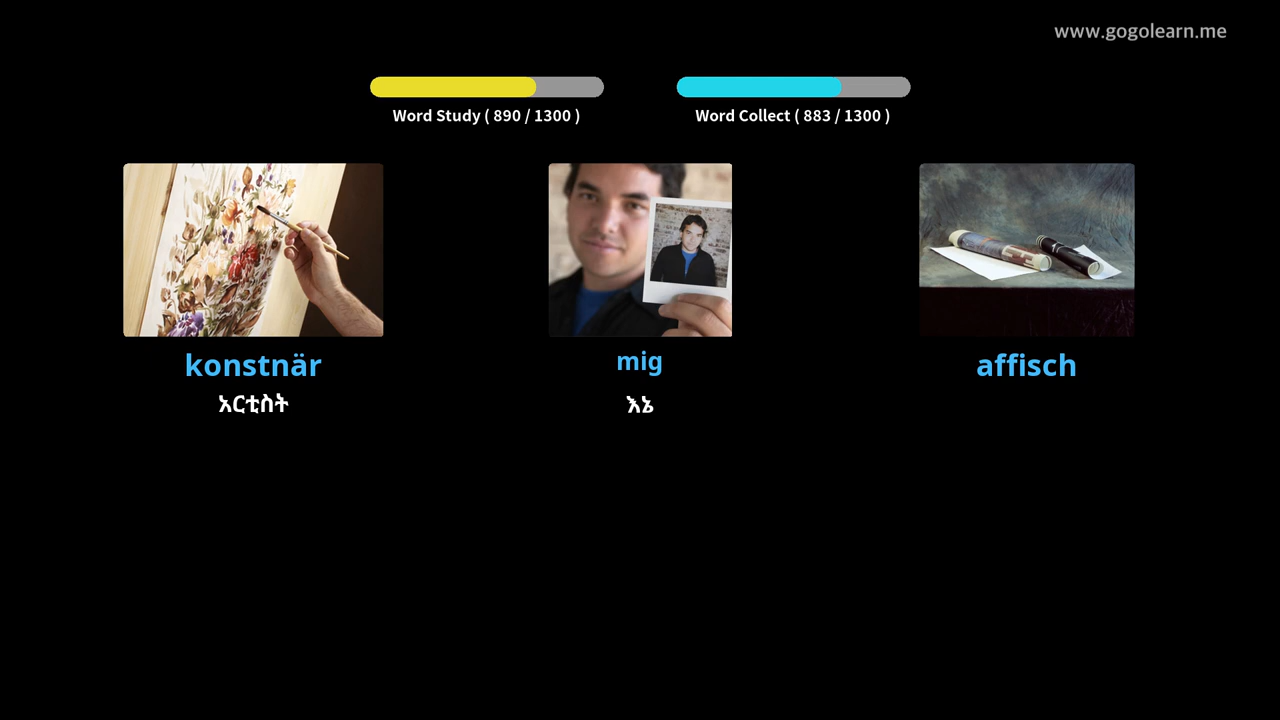 www.gogolearn.me
Word Study ( 890 / 1300 )
Word Collect ( 883 / 1300 )
konstnär
አርቲስት
mig
እኔ
affisch